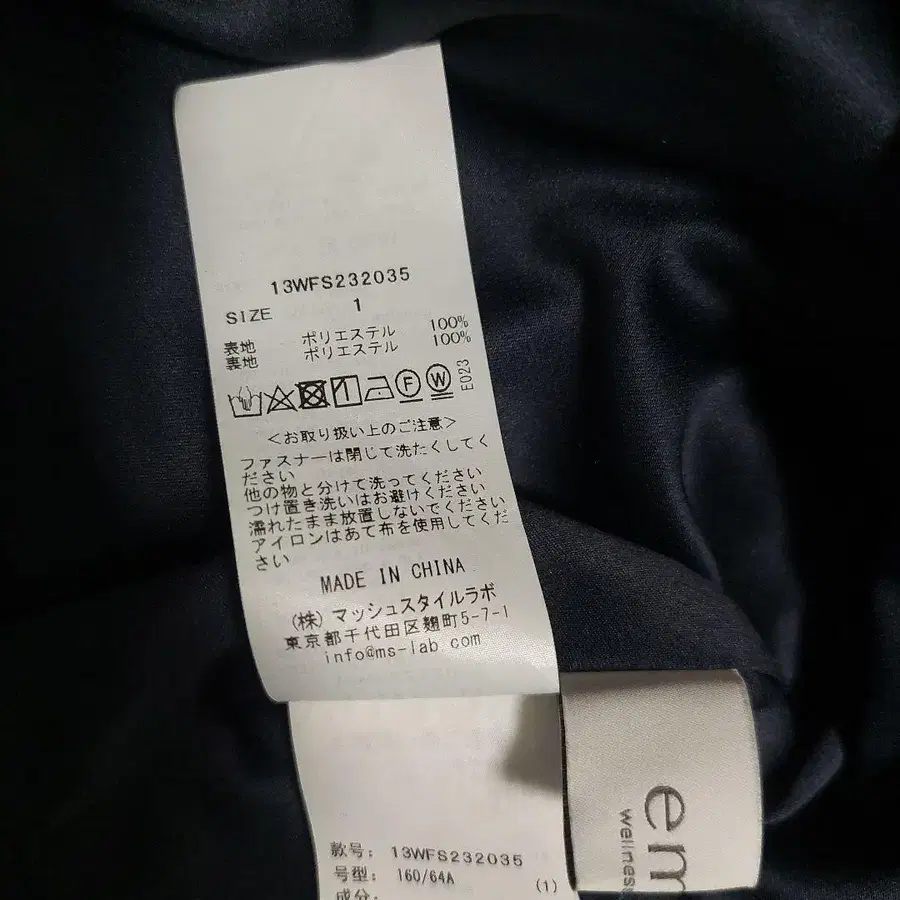 13WFS232035
SIZE 1
表地 ポリエステル 100%
裏地 ポリエステル 100%
F W E023
<お取り扱い上のご注意>
ファスナーは閉じて洗たくしてく
ださい
他の物と分けて洗ってください
つけ置き洗いはお避けください
濡れたまま放置しないでください
アイロンはあて布を使用してくだ
さい
MADE IN CHINA
(株) マッシュスタイルラボ
東京都千代田区麹町5-7-1
info@ms-lab.com
款号: 13WFS232035
号型: 160/64A
(1)
成分:
em
wellness